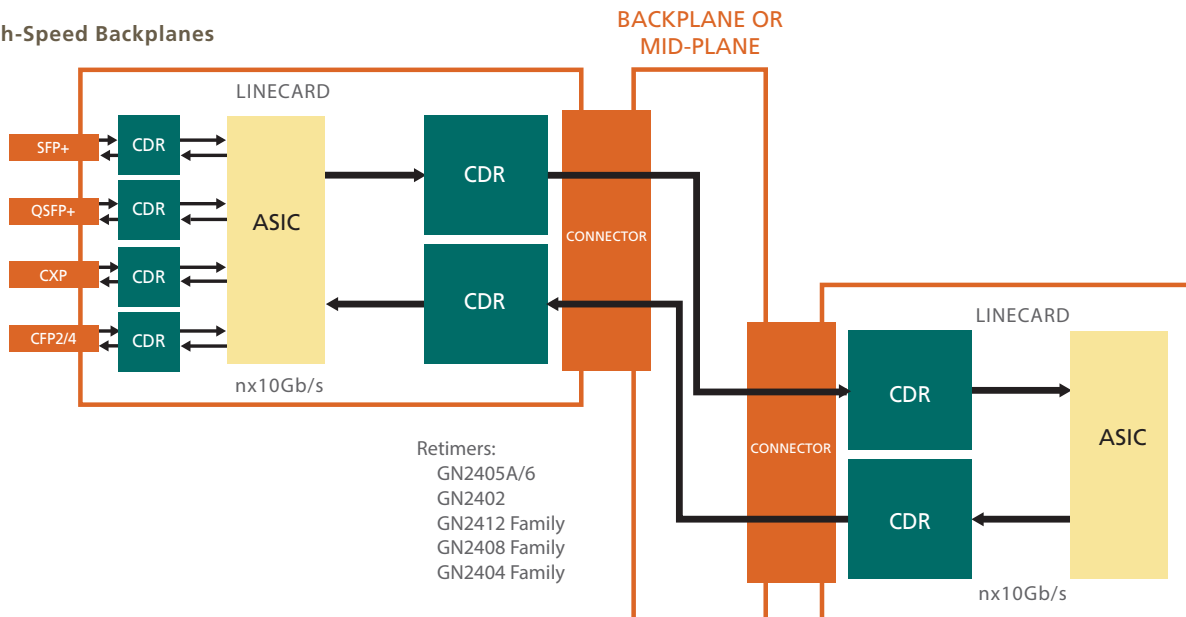 h-Speed Backplanes
BACKPLANE OR
MID-PLANE
LINECARD
SFP+
CDR
QSFP+
CDR
CXP
CDR
CFP2/4
CDR
ASIC
nx10Gb/s
CDR
CDR
CONNECTOR
Retimers:
GN2405A/6
GN2402
GN2412 Family
GN2408 Family
GN2404 Family
CONNECTOR
LINECARD
CDR
CDR
ASIC
nx10Gb/s